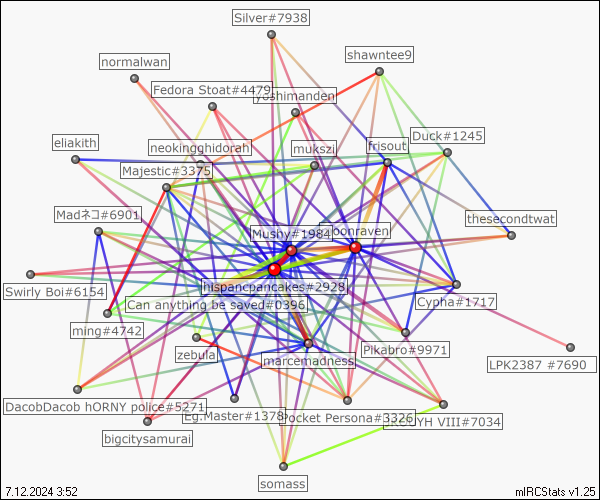 Silver#7938
shawntee9
normalwan
Fedora Stoat#4479
yoshimanden
Duck#1245
eliakith
neokingghidorah
mukszi
frisout
Majestic#3375
Madネコ#6901
thesecondtwat
Mushy#1984
oonraven
Swirly Boi#6154
hispancpancakes#2928
Can anything be saved#0396
Cypha#1717
ming#4742
zebula
marcemadness
Pikabro#9971
LPK2387 #7690
DacobDacob hORNY police#5271
Eg.Master#1378
Pocket Persona#3326
YH VIII#7034
bigcitysamurai
somass
7.12.2024 3:52
mIRCStats v1.25